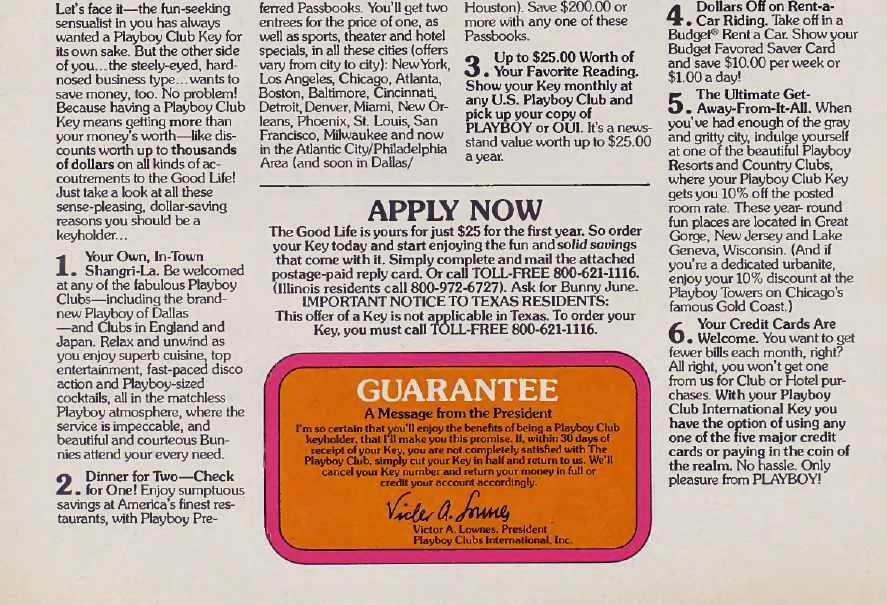 Let's face it—the fun-seeking
sensualist in you has always
wanted a Playboy Club Key for
its own sake. But the other side
of you...the steely-eyed, hard-
nosed business type...wants to
save money, too. No problem!
Because having a Playboy Club
Key means getting more than
your money's worth—like dis-
counts worth up to thousands
of dollars on all kinds of ac-
coutrements to the Good Life!
Just take a look at all these
sense-pleasing, dollar-saving
reasons you should be a
keyholder...
1. Your Own, In-Town
Shangri-La. Be welcomed
at any of the fabulous Playboy
Clubs—including the brand-
new Playboy of Dallas
—and Clubs in England and
Japan. Relax and unwind as
you enjoy superb cuisine, top
entertainment, fast-paced disco
action and Playboy-sized
cocktails, all in the matchless
Playboy atmosphere, where the
service is impeccable, and
beautiful and courteous Bun-
nies attend your every need.
2. Dinner for Two—Check
for One! Enjoy sumptuous
savings at America's finest res-
taurants, with Playboy Pre-
ferred Passbooks. You'll get two
entrees for the price of one, as
well as sports, theater and hotel
specials, in all these cities (offers
vary from city to city): New York,
Los Angeles, Chicago, Atlanta,
Boston, Baltimore, Cincinnati,
Detroit, Denver, Miami, New Or-
leans, Phoenix, St. Louis, San
Francisco, Milwaukee and now
in the Atlantic City/Philadelphia
Area (and soon in Dallas/
Houston). Save $200.00 or
more with any one of these
Passbooks.
3. Up to $25.00 Worth of
Your Favorite Reading.
Show your Key monthly at
any U.S. Playboy Club and
pick up your copy of
PLAYBOY or OUI. It's a news-
stand value worth up to $25.00
a year.
4. Dollars Off on Rent-a-
Car Riding. Take off in a
Budget® Rent a Car. Show your
Budget Favored Saver Card
and save $10.00 per week or
$1.00 a day!
5. The Ultimate Get-
Away-From-It-All. When
you've had enough of the gray
and gritty city, indulge yourself
at one of the beautiful Playboy
Resorts and Country Clubs,
where your Playboy Club Key
gets you 10% off the posted
room rate. These year-round
fun places are located in Great
Gorge, New Jersey and Lake
Geneva, Wisconsin. (And if
you're a dedicated urbanite,
enjoy your 10% discount at the
Playboy Towers on Chicago's
famous Gold Coast.)
6. Your Credit Cards Are
Welcome. You want to get
fewer bills each month, right?
All right, you won't get one
from us for Club or Hotel pur-
chases. With your Playboy
Club International Key you
have the option of using any
one of the five major credit
cards or paying in the coin of
the realm. No hassle. Only
pleasure from PLAYBOY!
APPLY NOW
The Good Life is yours for just $25 for the first year. So order
your Key today and start enjoying the fun and solid savings
that come with it. Simply complete and mail the attached
postage-paid reply card. Or call TOLL-FREE 800-621-1116.
(Illinois residents call 800-972-6727). Ask for Bunny June.
IMPORTANT NOTICE TO TEXAS RESIDENTS:
This offer of a Key is not applicable in Texas. To order your
Key, you must call TOLL-FREE 800-621-1116.
GUARANTEE
A Message from the President
I'm so certain that you'll enjoy the benefits of being a Playboy Club
keyholder, that I'll make you this promise. If, within 30 days of
receipt of your Key, you are not completely satisfied with The
Playboy Club, simply cut your Key in half and return to us. We'll
cancel your Key number and return your money in full or
credit your account accordingly.
Victor A. Lownes
Victor A. Lownes, President
Playboy Clubs International, Inc.